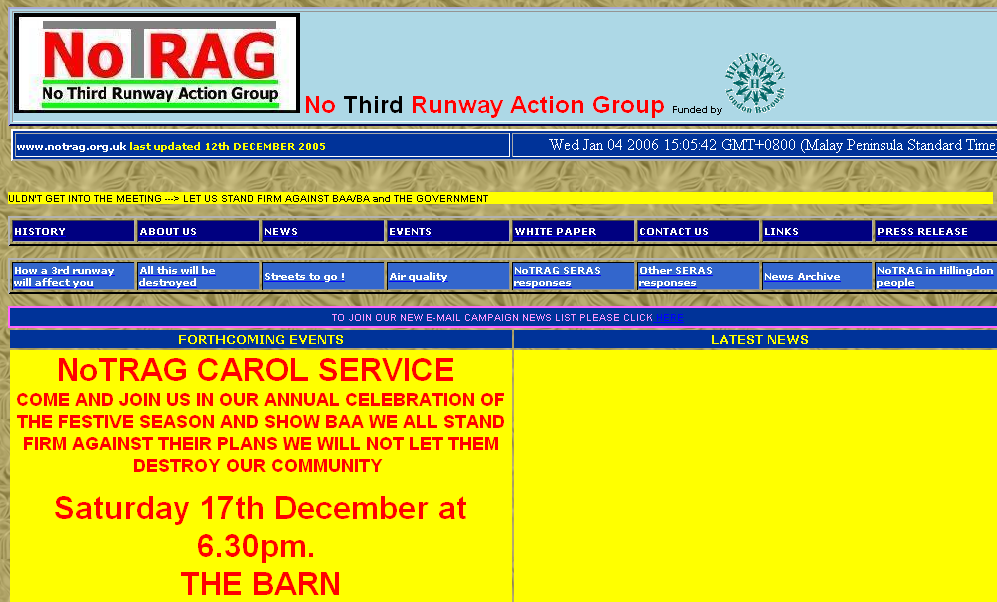 NoTRAG
No Third Runway Action Group
No Third Runway Action Group
Funded by
HILLINGDON
H
London Borough
www.notrag.org.uk last updated 12th DECEMBER 2005
Wed Jan 04 2006 15:05:42 GMT+0800 (Malay Peninsula Standard Time
ULDN'T GET INTO THE MEETING ---> LET US STAND FIRM AGAINST BAA/BA and THE GOVERNMENT
HISTORY
ABOUT US
NEWS
EVENTS
WHITE PAPER
CONTACT US
LINKS
PRESS RELEASE
How a 3rd runway
will affect you
All this will be
destroyed
Streets to go !
Air quality
NoTRAG SERAS
responses
Other SERAS
responses
News Archive
NoTRAG in Hillingdon
people
TO JOIN OUR NEW E-MAIL CAMPAIGN NEWS LIST PLEASE CLICK HERE
FORTHCOMING EVENTS
LATEST NEWS
NoTRAG CAROL SERVICE
COME AND JOIN US IN OUR ANNUAL CELEBRATION OF
THE FESTIVE SEASON AND SHOW BAA WE ALL STAND
FIRM AGAINST THEIR PLANS WE WILL NOT LET THEM
DESTROY OUR COMMUNITY
Saturday 17th December at
6.30pm.
THE BARN